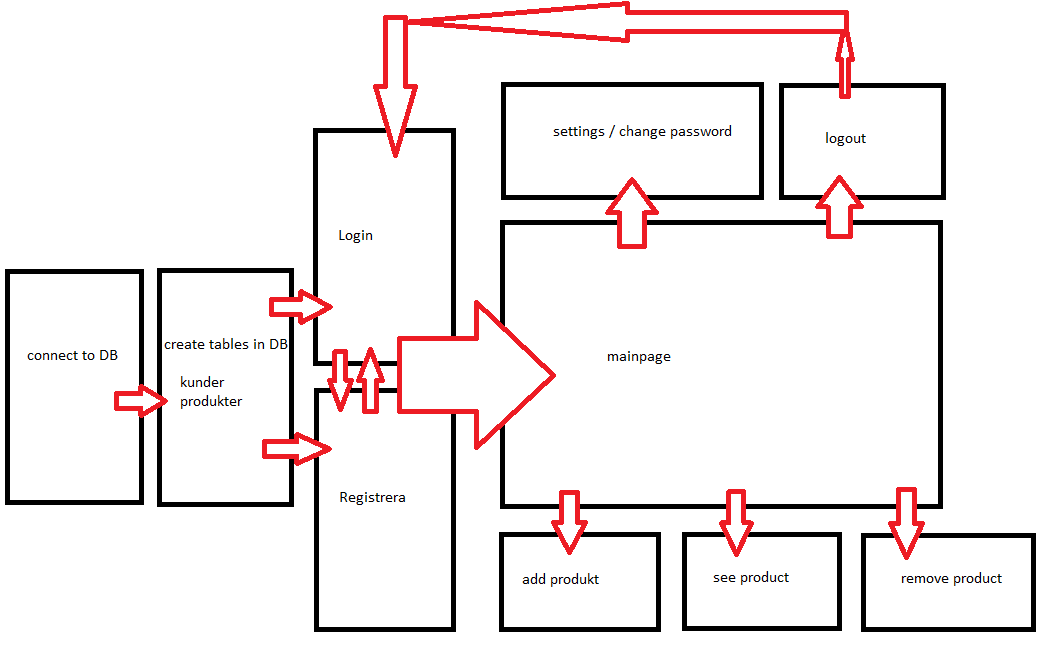 settings / change password
logout
Login
connect to DB
create tables in DB
kunder
produkter
mainpage
Registrera
add produkt
see product
remove product